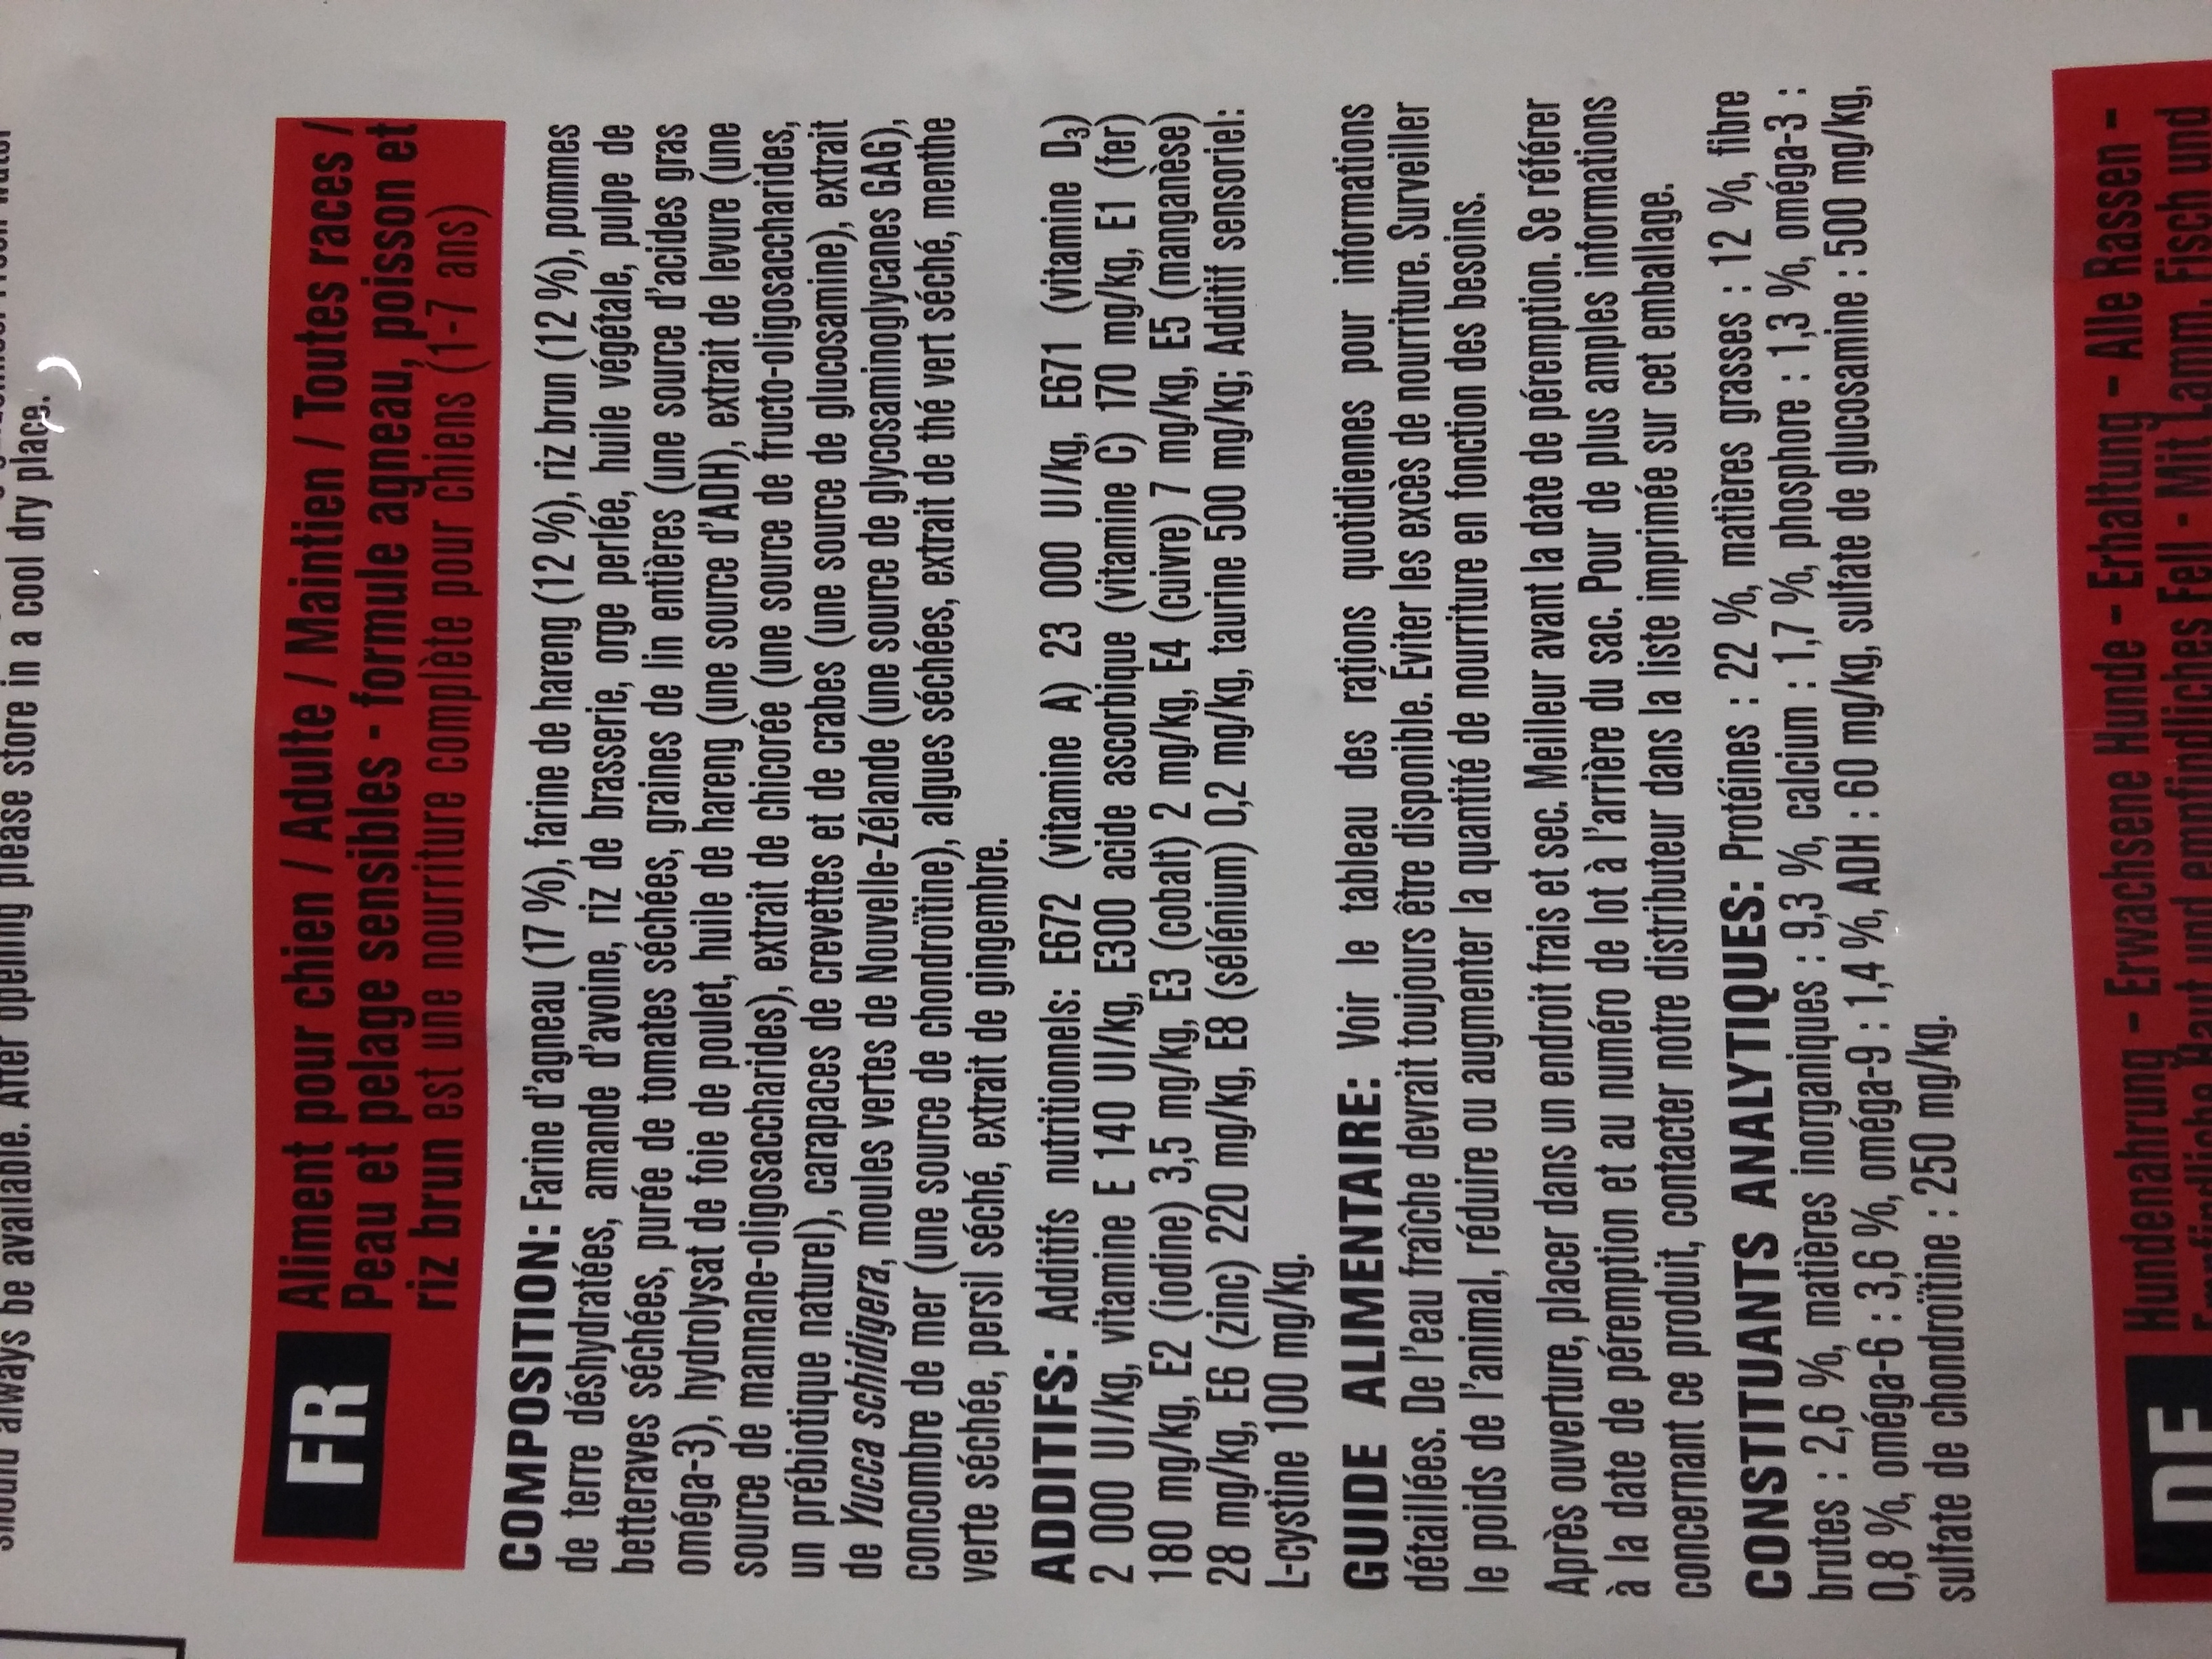 should always be available. After opening please store in a cool dry place.
FR
Aliment pour chien / Adulte / Maintien / Toutes races /
Peau et pelage sensibles - formule agneau, poisson et
riz brun est une nourriture complète pour chiens (1-7 ans)
COMPOSITION: Farine d'agneau (17 %), farine de hareng (12 %), riz brun (12 %), pommes
de terre déshydratées, amande d'avoine, riz de brasserie, orge perlée, huile végétale, pulpe de
betteraves séchées, purée de tomates séchées, graines de lin entières (une source d'acides gras
oméga-3), hydrolysat de foie de poulet, huile de hareng (une source d'ADH), extrait de levure (une
source de mannane-oligosaccharides), extrait de chicorée (une source de fructo-oligosaccharides,
un prébiotique naturel), carapaces de crevettes et de crabes (une source de glucosamine), extrait
de Yucca schidigera, moules vertes de Nouvelle-Zélande (une source de glycosaminoglycanes GAG),
concombre de mer (une source de chondroïtine), algues séchées, extrait de thé vert séché, menthe
verte séchée, persil séché, extrait de gingembre.
ADDITIFS: Additifs nutritionnels: E672 (vitamine A) 23 000 UI/kg, E671 (vitamine D3)
2 000 UI/kg, vitamine E 140 UI/kg, E300 acide ascorbique (vitamine C) 170 mg/kg, E1 (fer)
180 mg/kg, E2 (iodine) 3,5 mg/kg, E3 (cobalt) 2 mg/kg, E4 (cuivre) 7 mg/kg, E5 (manganèse)
28 mg/kg, E6 (zinc) 220 mg/kg, E8 (sélénium) 0,2 mg/kg, taurine 500 mg/kg; Additif sensoriel:
L-cystine 100 mg/kg.
GUIDE ALIMENTAIRE: Voir le tableau des rations quotidiennes pour informations
détaillées. De l'eau fraîche devrait toujours être disponible. Éviter les excès de nourriture. Surveiller
le poids de l'animal, réduire ou augmenter la quantité de nourriture en fonction des besoins.
Après ouverture, placer dans un endroit frais et sec. Meilleur avant la date de péremption. Se référer
à la date de péremption et au numéro de lot à l'arrière du sac. Pour de plus amples informations
concernant ce produit, contacter notre distributeur dans la liste imprimée sur cet emballage.
CONSTITUANTS ANALYTIQUES: Protéines : 22 %, matières grasses : 12 %, fibre
brutes : 2,6 %, matières inorganiques : 9,3 %, calcium : 1,7 %, phosphore : 1,3 %, oméga-3 :
0,8 %, oméga-6 : 3,6 %, oméga-9 : 1,4 %, ADH : 60 mg/kg, sulfate de glucosamine : 500 mg/kg,
sulfate de chondroïtine : 250 mg/kg.
DE
Hundenahrung – Erwachsene Hunde – Erhaltung – Alle Rassen –
Empfindliche Haut und empfindliches Fell - Mit Lamm, Fisch und